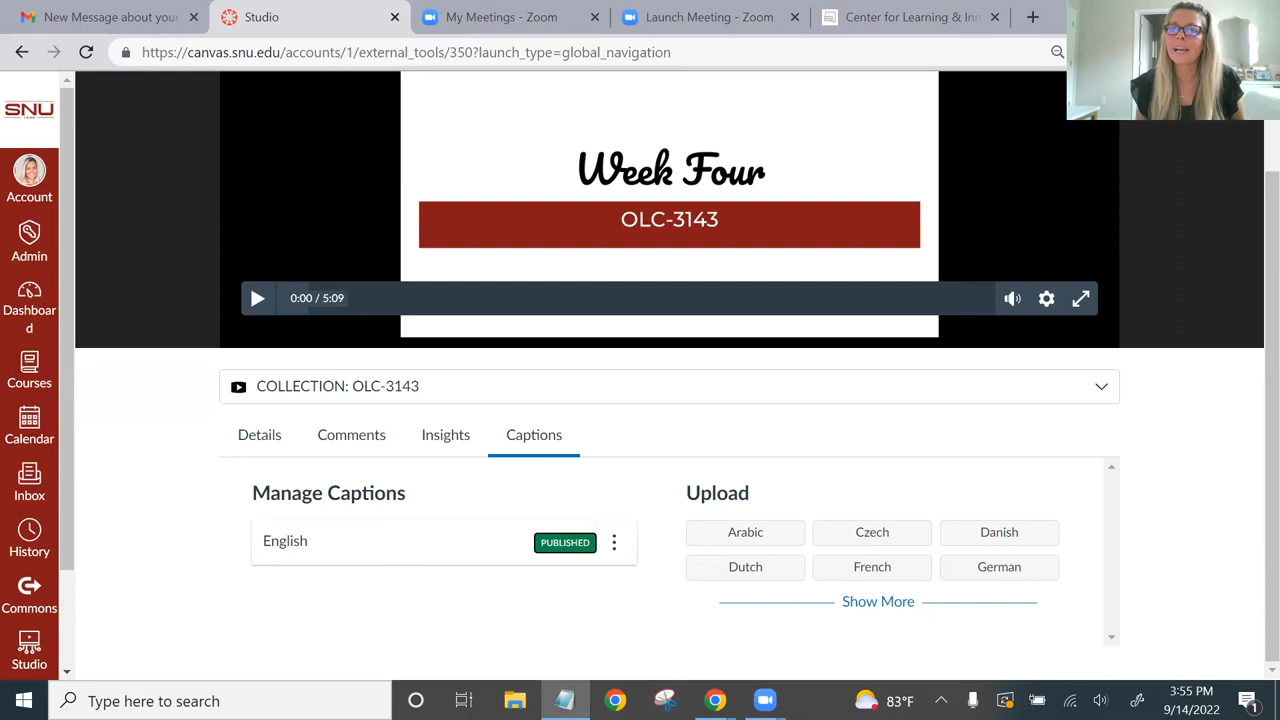 New Message about your
Studio
My Meetings - Zoom
Launch Meeting - Zoom
Center for Learning & Inn
https://canvas.snu.edu/accounts/1/external_tools/350?launch_type=global_navigation
SNU
Account
Admin
Dashboar
d
Courses
Calendar
Inbox
History
Commons
Studio
Week Four
OLC-3143
0:00 / 5:09
COLLECTION: OLC-3143
Details Comments Insights Captions
Manage Captions
English PUBLISHED
Upload
Arabic Czech Danish
Dutch French German
Show More
Type here to search
83°F
3:55 PM
9/14/2022
1